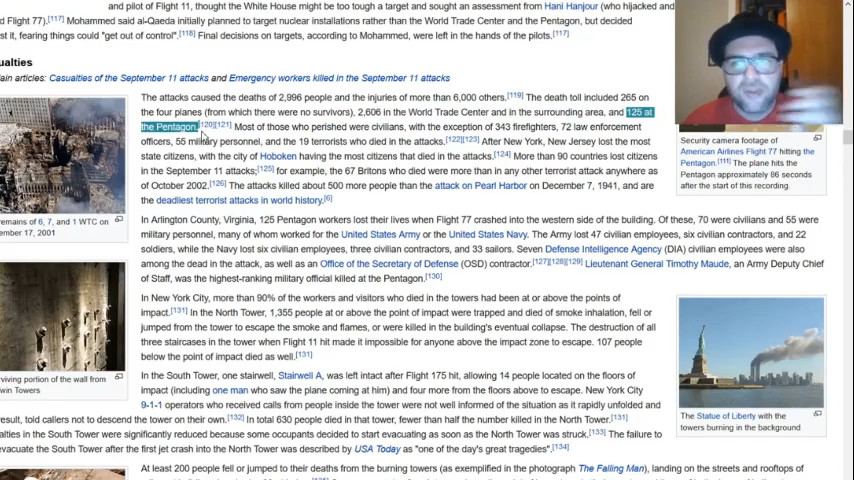 and pilot of Flight 11, thought the White House might be too tough a target and sought an assessment from Hani Hanjour (who hijacked and
d Flight 77).[117] Mohammed said al-Qaeda initially planned to target nuclear installations rather than the World Trade Center and the Pentagon, but decided
st it, fearing things could "get out of control".[118] Final decisions on targets, according to Mohammed, were left in the hands of the pilots.[117]
sualties
ain articles: Casualties of the September 11 attacks and Emergency workers killed in the September 11 attacks
The attacks caused the deaths of 2,996 people and the injuries of more than 6,000 others.[119] The death toll included 265 on
the four planes (from which there were no survivors), 2,606 in the World Trade Center and in the surrounding area, and 125 at
the Pentagon.[120][121] Most of those who perished were civilians, with the exception of 343 firefighters, 72 law enforcement
officers, 55 military personnel, and the 19 terrorists who died in the attacks.[122][123] After New York, New Jersey lost the most
state citizens, with the city of Hoboken having the most citizens that died in the attacks.[124] More than 90 countries lost citizens
in the September 11 attacks;[125] for example, the 67 Britons who died were more than in any other terrorist attack anywhere as
of October 2002.[126] The attacks killed about 500 more people than the attack on Pearl Harbor on December 7, 1941, and are
the deadliest terrorist attacks in world history.[6]
In Arlington County, Virginia, 125 Pentagon workers lost their lives when Flight 77 crashed into the western side of the building. Of these, 70 were civilians and 55 were
military personnel, many of whom worked for the United States Army or the United States Navy. The Army lost 47 civilian employees, six civilian contractors, and 22
soldiers, while the Navy lost six civilian employees, three civilian contractors, and 33 sailors. Seven Defense Intelligence Agency (DIA) civilian employees were also
among the dead in the attack, as well as an Office of the Secretary of Defense (OSD) contractor.[127][128][129] Lieutenant General Timothy Maude, an Army Deputy Chief
of Staff, was the highest-ranking military official killed at the Pentagon.[130]
In New York City, more than 90% of the workers and visitors who died in the towers had been at or above the points of
impact.[131] In the North Tower, 1,355 people at or above the point of impact were trapped and died of smoke inhalation, fell or
jumped from the tower to escape the smoke and flames, or were killed in the building's eventual collapse. The destruction of all
three staircases in the tower when Flight 11 hit made it impossible for anyone above the impact zone to escape. 107 people
below the point of impact died as well.[131]
In the South Tower, one stairwell, Stairwell A, was left intact after Flight 175 hit, allowing 14 people located on the floors of
impact (including one man who saw the plane coming at him) and four more from the floors above to escape. New York City
9-1-1 operators who received calls from people inside the tower were not well informed of the situation as it rapidly unfolded and
result, told callers not to descend the tower on their own.[132] In total 630 people died in that tower, fewer than half the number killed in the North Tower.[131]
alties in the South Tower were significantly reduced because some occupants decided to start evacuating as soon as the North Tower was struck.[133] The failure to
evacuate the South Tower after the first jet crash into the North Tower was described by USA Today as "one of the day's great tragedies".[134]
At least 200 people fell or jumped to their deaths from the burning towers (as exemplified in the photograph The Falling Man), landing on the streets and rooftops of
remains of 6, 7, and 1 WTC on
ember 17, 2001
rviving portion of the wall from
win Towers
Security camera footage of
American Airlines Flight 77 hitting the
Pentagon.[111] The plane hits the
Pentagon approximately 86 seconds
after the start of this recording.
The Statue of Liberty with the
towers burning in the background